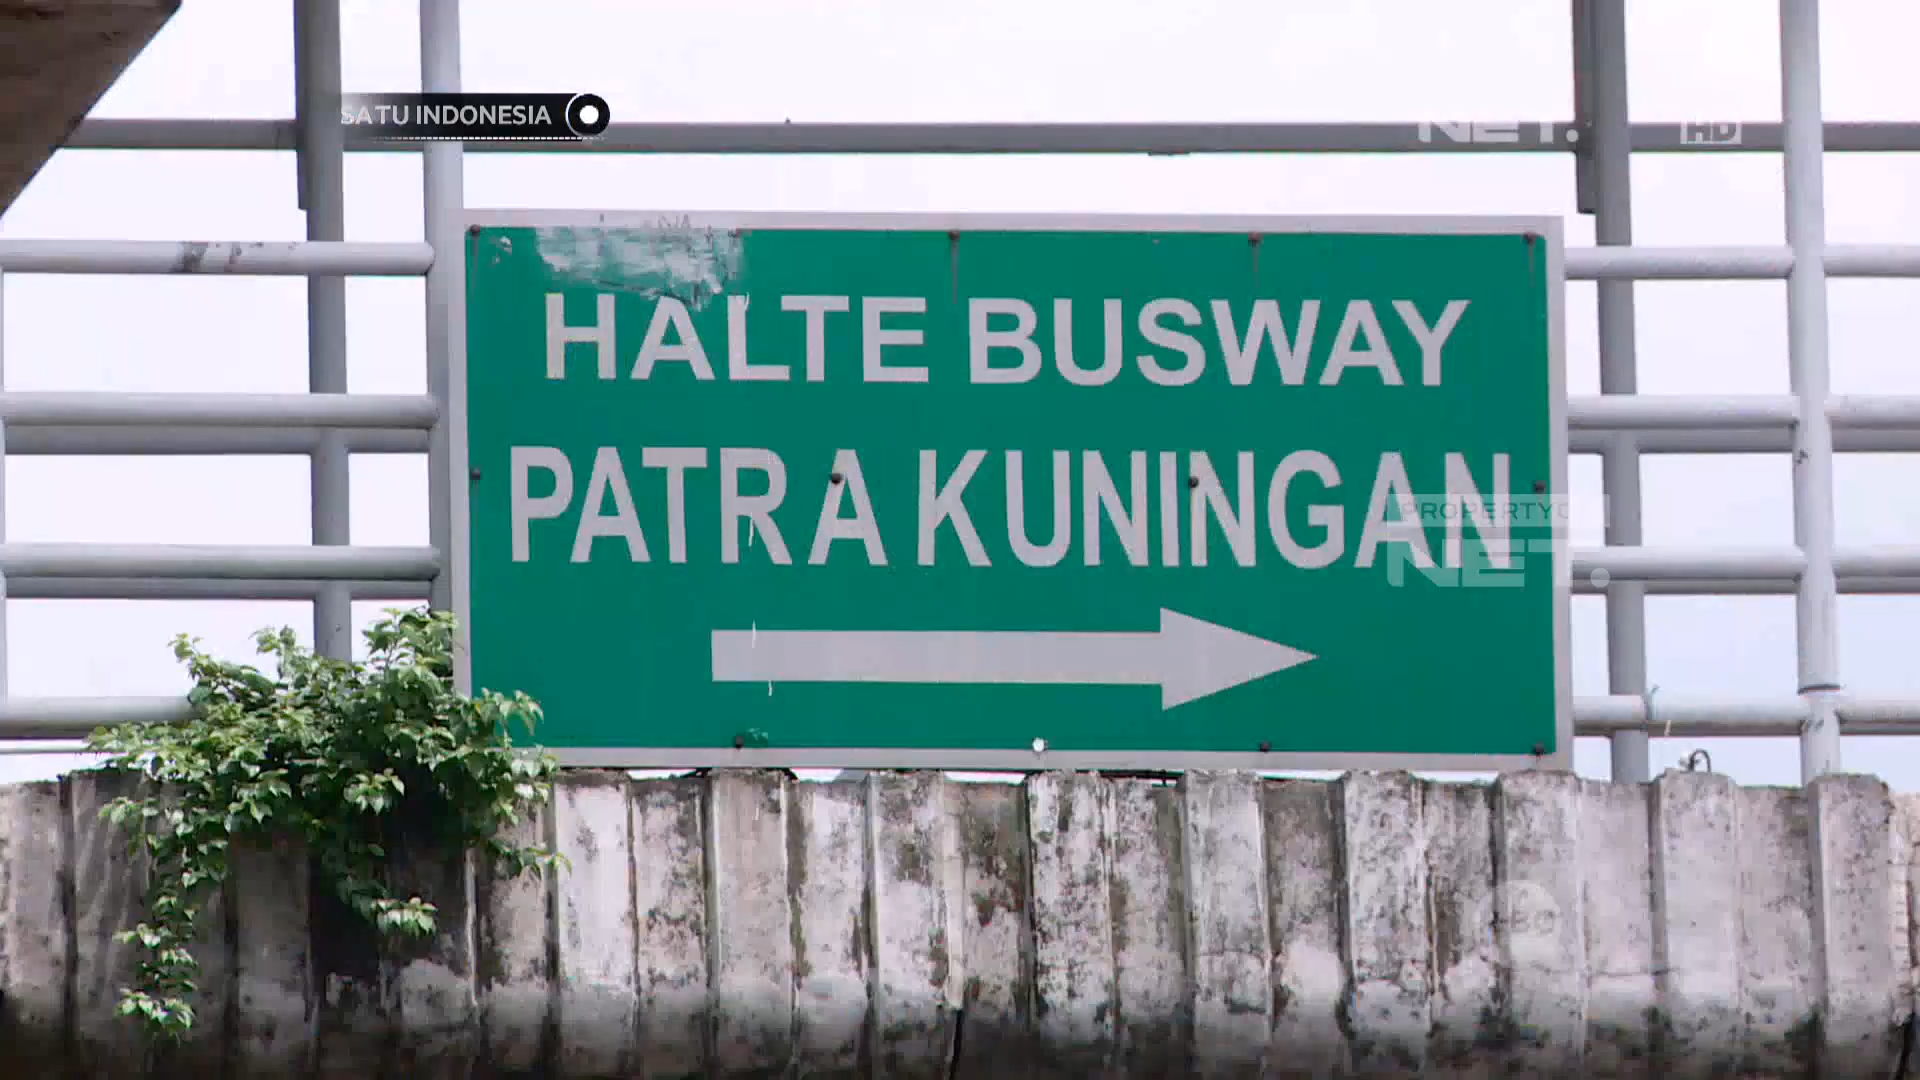 SATU INDONESIA
NET. HD
HALTE BUSWAY
PATRA KUNINGAN
PROPERTY OF
NET.